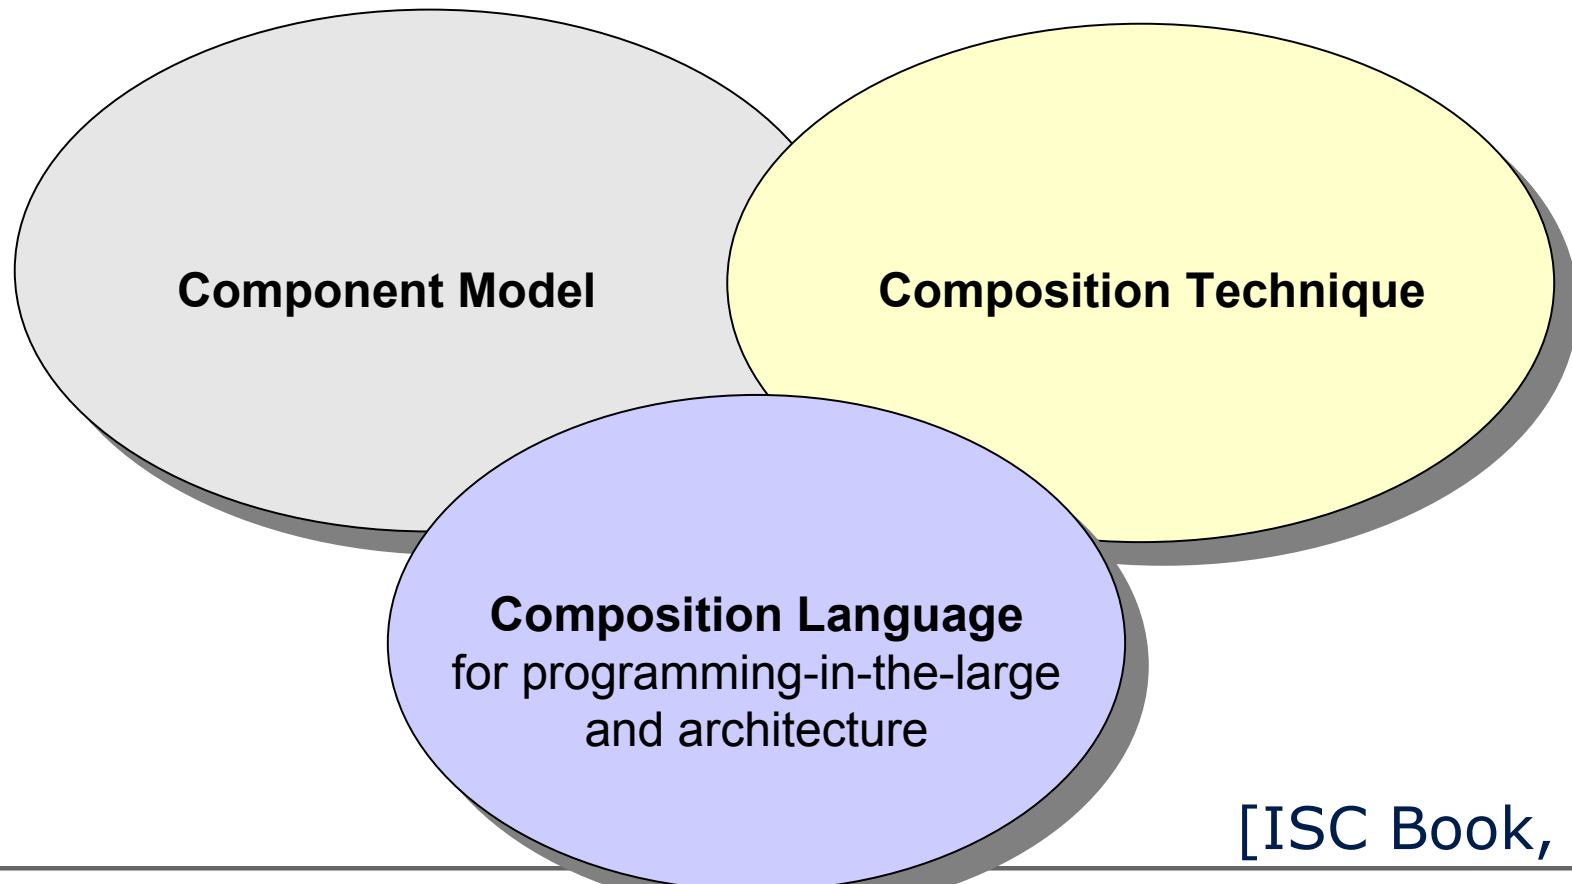 Component Model
Composition Technique
Composition Language
for programming-in-the-large
and architecture
[ISC Book,